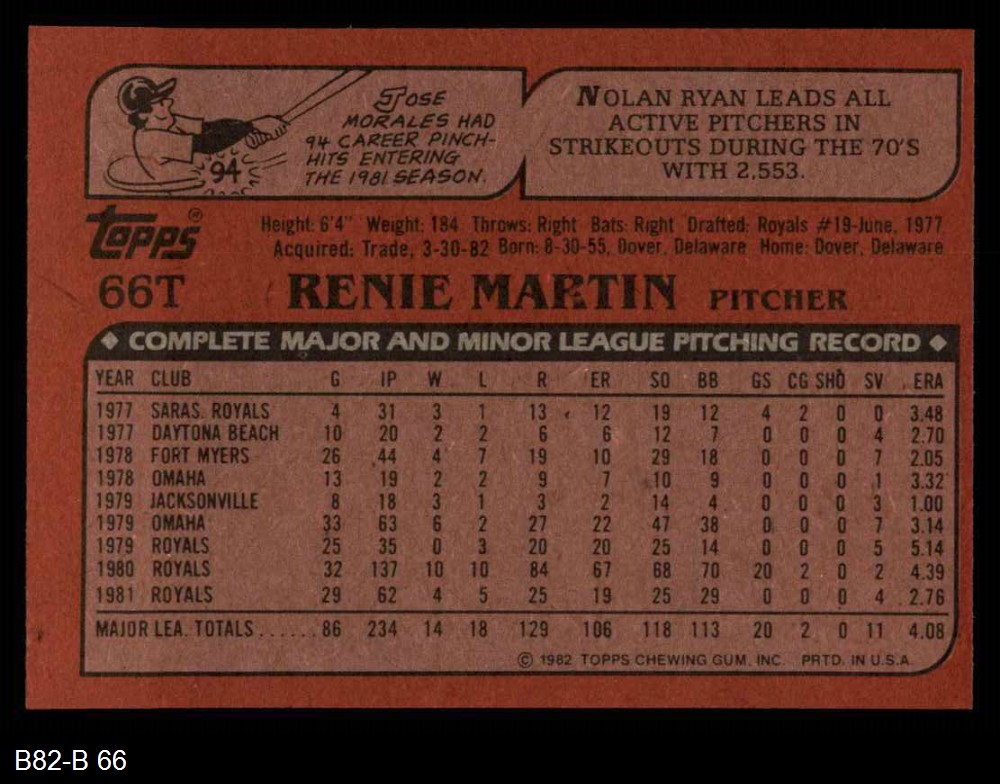 94
JOSE
MORALES HAD
94 CAREER PINCH-
HITS ENTERING
THE 1981 SEASON.
NOLAN RYAN LEADS ALL
ACTIVE PITCHERS IN
STRIKEOUTS DURING THE 70'S
WITH 2,553.
Topps®
Height: 6'4" Weight: 184 Throws: Right Bats: Right Drafted: Royals #19-June, 1977
Acquired: Trade, 3-30-82 Born: 8-30-55, Dover, Delaware Home: Dover, Delaware
66T RENIE MARTIN PITCHER
◆ COMPLETE MAJOR AND MINOR LEAGUE PITCHING RECORD ◆
YEAR CLUB G IP W L R ER SO BB GS CG SHO SV ERA
1977 SARAS. ROYALS 4 31 3 1 13 12 19 12 4 2 0 0 3.48
1977 DAYTONA BEACH 10 20 2 2 6 6 12 7 0 0 0 4 2.70
1978 FORT MYERS 26 44 4 7 19 10 29 18 0 0 0 7 2.05
1978 OMAHA 13 19 2 2 9 7 10 9 0 0 0 1 3.32
1979 JACKSONVILLE 8 18 3 1 3 2 14 4 0 0 0 3 1.00
1979 OMAHA 33 63 6 2 27 22 47 38 0 0 0 7 3.14
1979 ROYALS 25 35 0 3 20 20 25 14 0 0 0 5 5.14
1980 ROYALS 32 137 10 10 84 67 68 70 20 2 0 2 4.39
1981 ROYALS 29 62 4 5 25 19 25 29 0 0 0 4 2.76
MAJOR LEA. TOTALS......86 234 14 18 129 106 118 113 20 2 0 11 4.08
© 1982 TOPPS CHEWING GUM, INC. PRTD. IN U.S.A.
B82-B 66